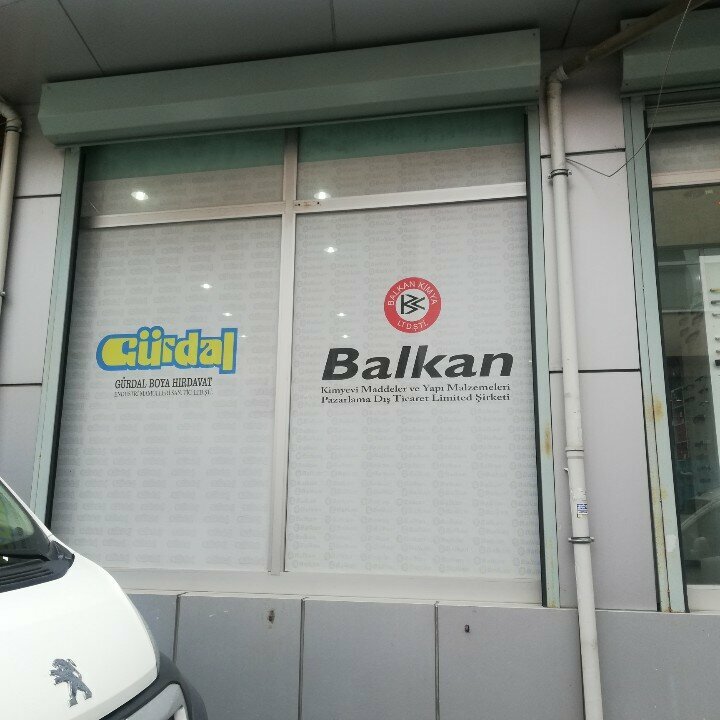 Gürdal
GÜRDAL BOYA HIRDAVAT
BALKAN KİMYA
BK
LTD.ŞTİ.
Balkan
Kimyevi Maddeler ve Yapı Malzemeleri
Pazarlama Dış Ticaret Limited Şirketi